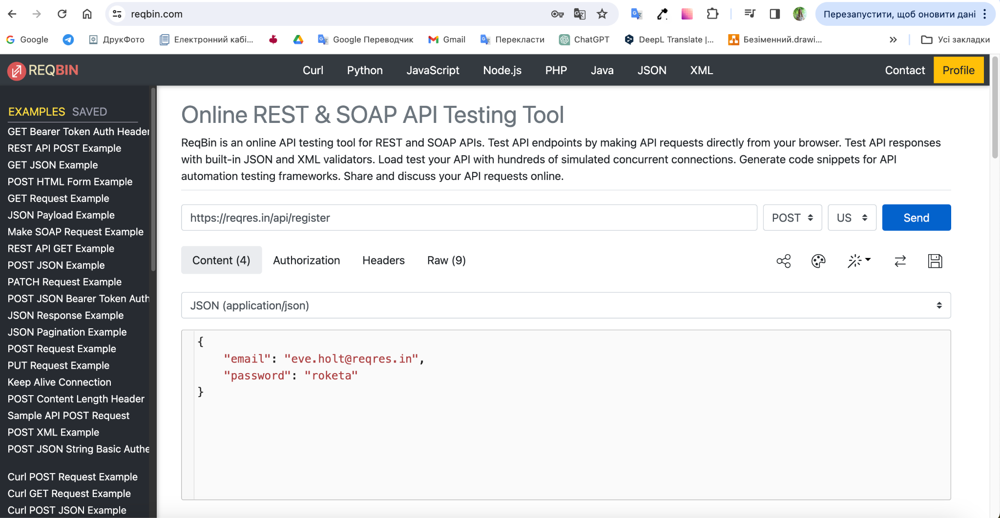 reqbin.com
Перезапустити, щоб оновити дані
Google
ДрукФото
Електронний кабі...
Google Переводчик
Gmail
Перекласти
ChatGPT
DeepL Translate |...
Безіменний.drawi...
Усі закладки
REQBIN
Curl
Python
JavaScript
Node.js
PHP
Java
JSON
XML
Contact
Profile
EXAMPLES SAVED
GET Bearer Token Auth Header
REST API POST Example
GET JSON Example
POST HTML Form Example
GET Request Example
JSON Payload Example
Make SOAP Request Example
REST API GET Example
POST JSON Example
PATCH Request Example
POST JSON Bearer Token Auth
JSON Response Example
JSON Pagination Example
POST Request Example
PUT Request Example
Keep Alive Connection
POST Content Length Header
Sample API POST Request
POST XML Example
POST JSON String Basic Authe
Curl POST Request Example
Curl GET Request Example
Curl POST JSON Example
Online REST & SOAP API Testing Tool
ReqBin is an online API testing tool for REST and SOAP APIs. Test API endpoints by making API requests directly from your browser. Test API responses
with built-in JSON and XML validators. Load test your API with hundreds of simulated concurrent connections. Generate code snippets for API
automation testing frameworks. Share and discuss your API requests online.
https://reqres.in/api/register
POST
US
Send
Content (4)
Authorization
Headers
Raw (9)
JSON (application/json)
{
"email": "eve.holt@reqres.in",
"password": "roketa"
}